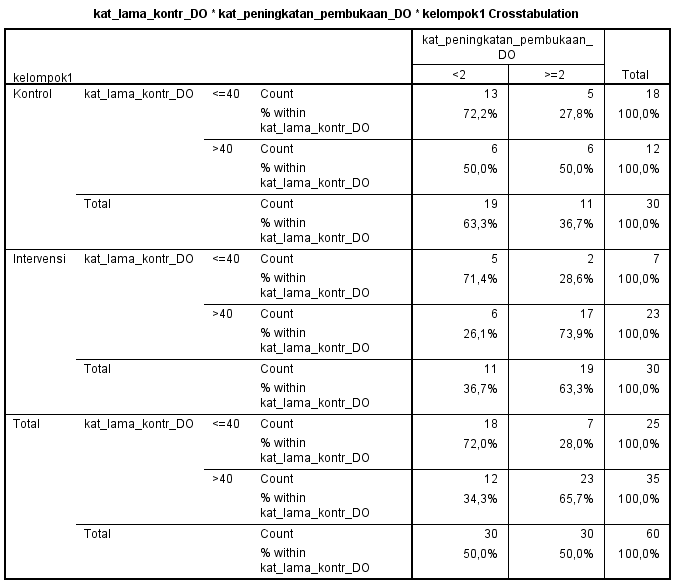 kat_lama_kontr_DO * kat_peningkatan_pembukaan_DO * kelompok1 Crosstabulation
kat_peningkatan_pembukaan_
DO
kelompok1 <2 >=2 Total
Kontrol kat_lama_kontr_DO <=40 Count 13 5 18
% within
kat_lama_kontr_DO 72,2% 27,8% 100,0%
>40 Count 6 6 12
% within
kat_lama_kontr_DO 50,0% 50,0% 100,0%
Total Count 19 11 30
% within
kat_lama_kontr_DO 63,3% 36,7% 100,0%
Intervensi kat_lama_kontr_DO <=40 Count 5 2 7
% within
kat_lama_kontr_DO 71,4% 28,6% 100,0%
>40 Count 6 17 23
% within
kat_lama_kontr_DO 26,1% 73,9% 100,0%
Total Count 11 19 30
% within
kat_lama_kontr_DO 36,7% 63,3% 100,0%
Total kat_lama_kontr_DO <=40 Count 18 7 25
% within
kat_lama_kontr_DO 72,0% 28,0% 100,0%
>40 Count 12 23 35
% within
kat_lama_kontr_DO 34,3% 65,7% 100,0%
Total Count 30 30 60
% within
kat_lama_kontr_DO 50,0% 50,0% 100,0%